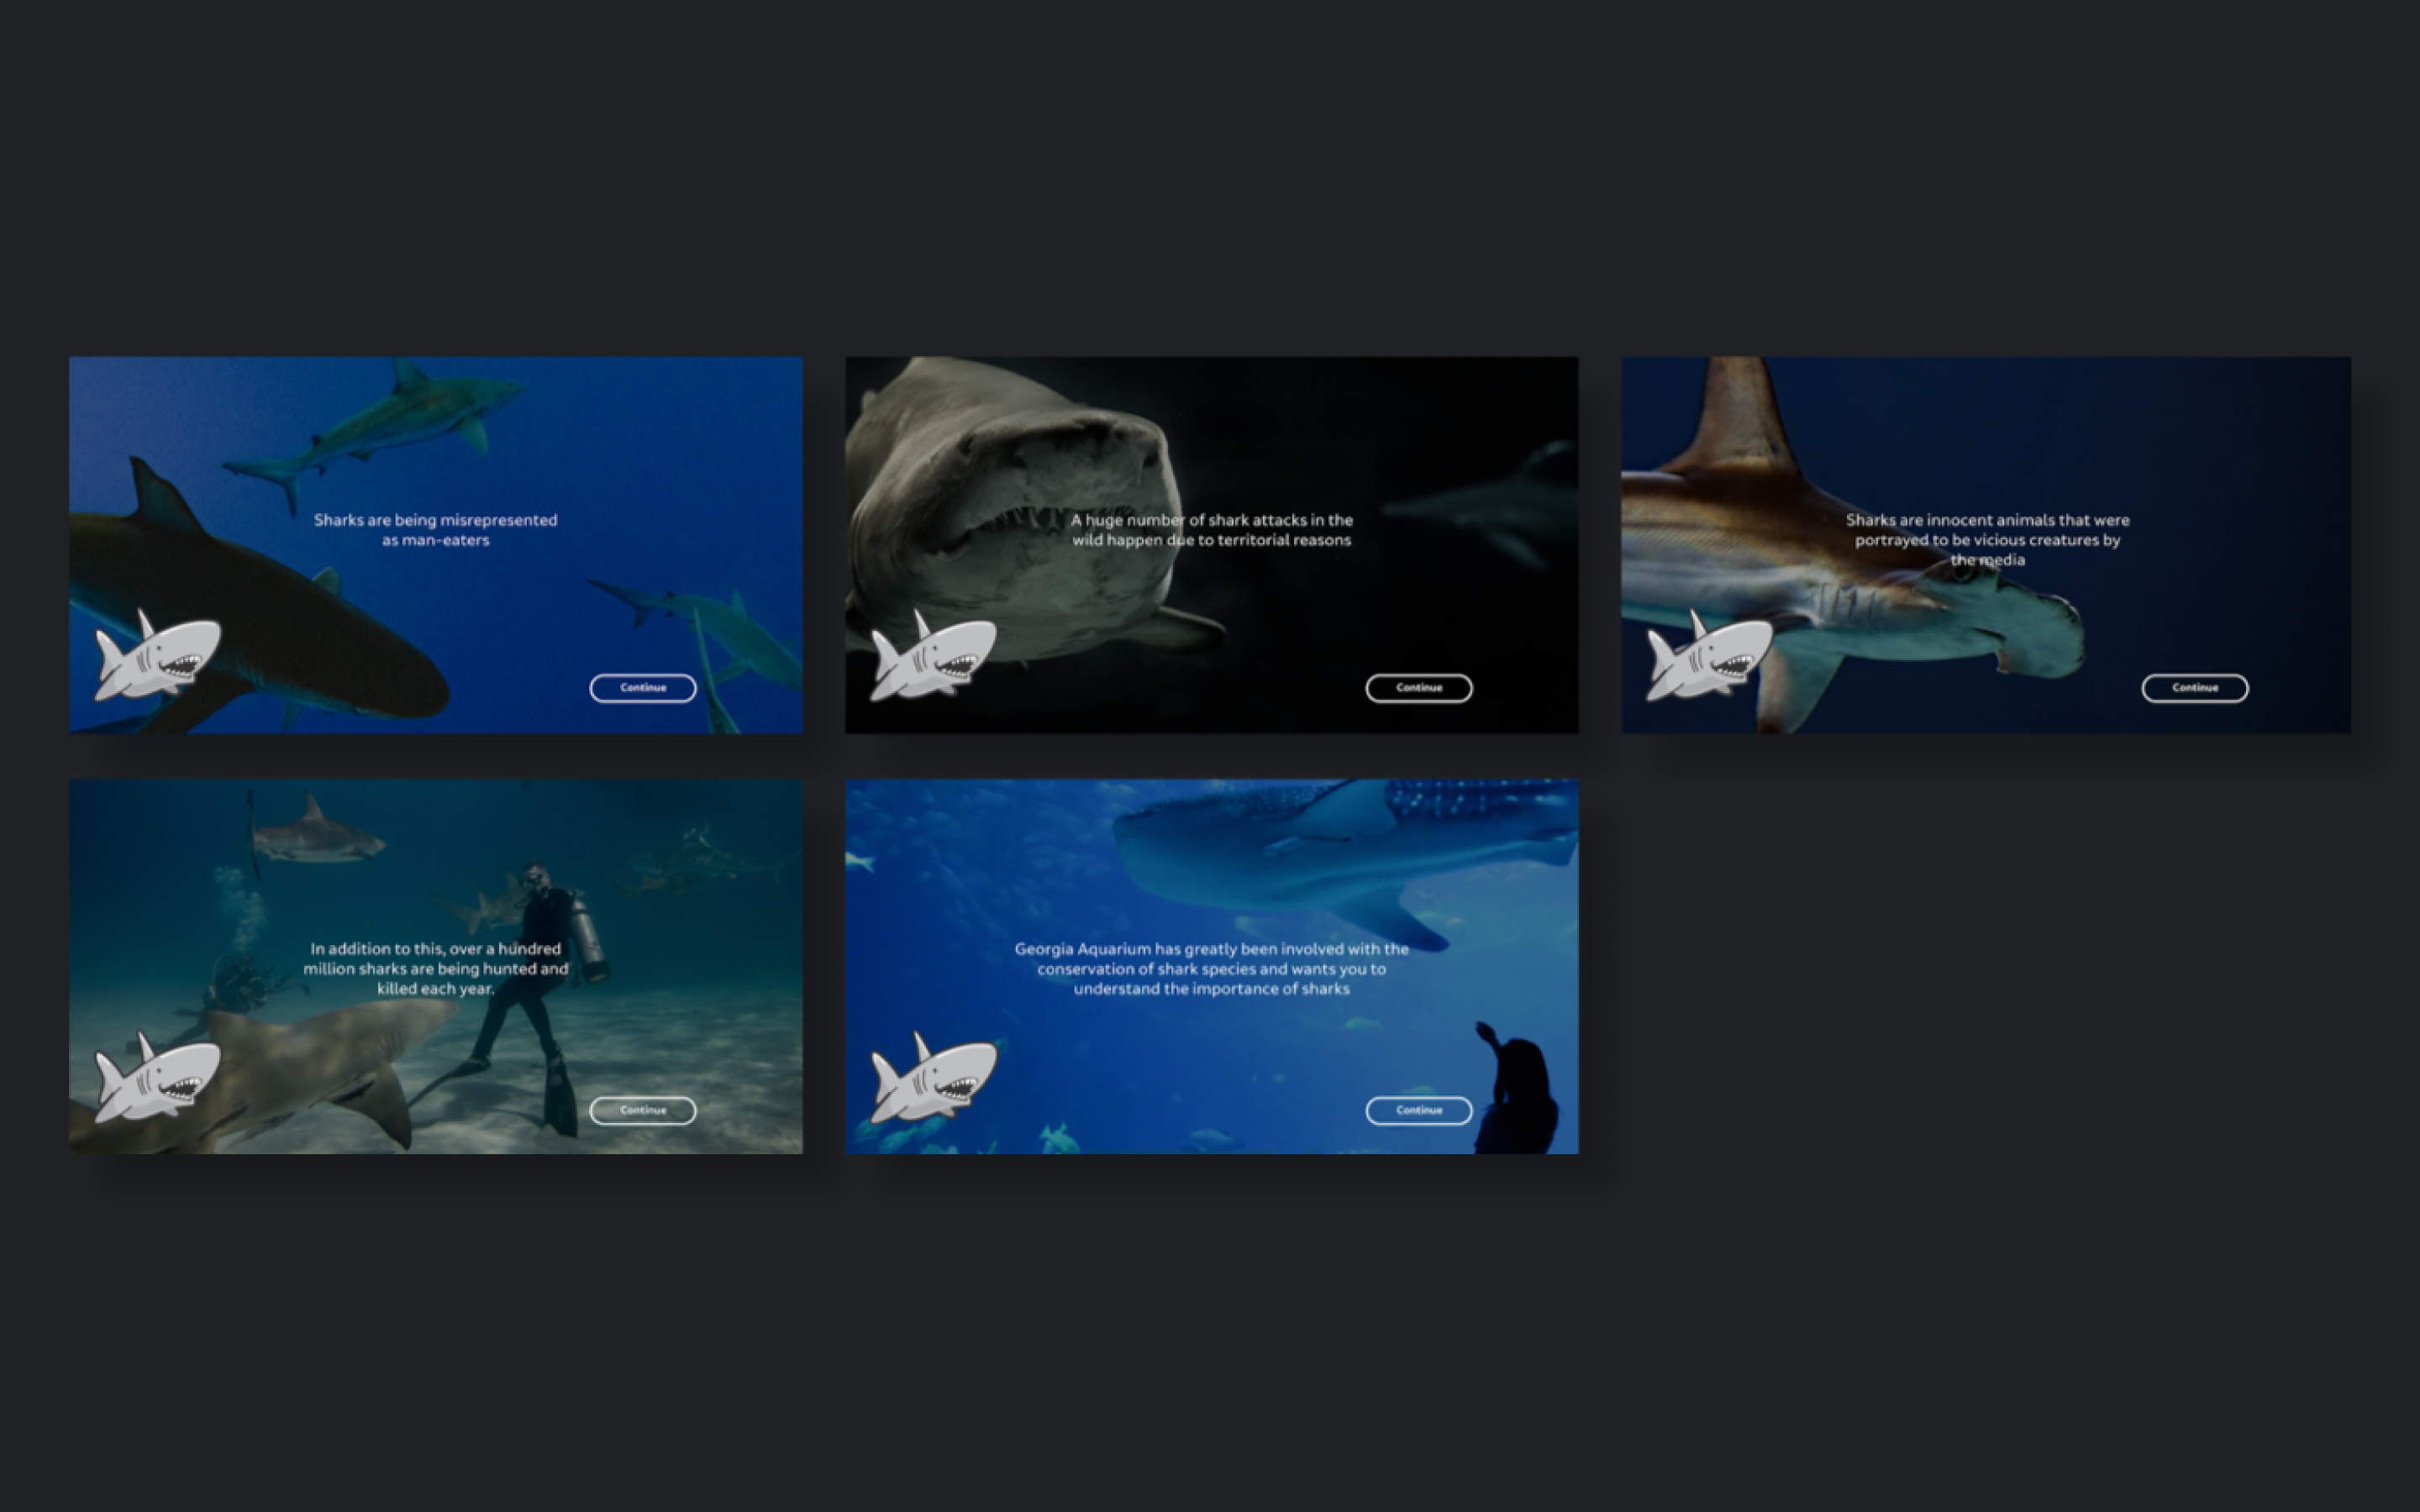 Sharks are being misrepresented
as man-eaters
Continue
A huge number of shark attacks in the
wild happen due to territorial reasons
Continue
Sharks are innocent animals that were
portrayed to be vicious creatures by
the media
Continue
In addition to this, over a hundred
million sharks are being hunted and
killed each year.
Continue
Georgia Aquarium has greatly been involved with the
conservation of shark species and wants you to
understand the importance of sharks
Continue